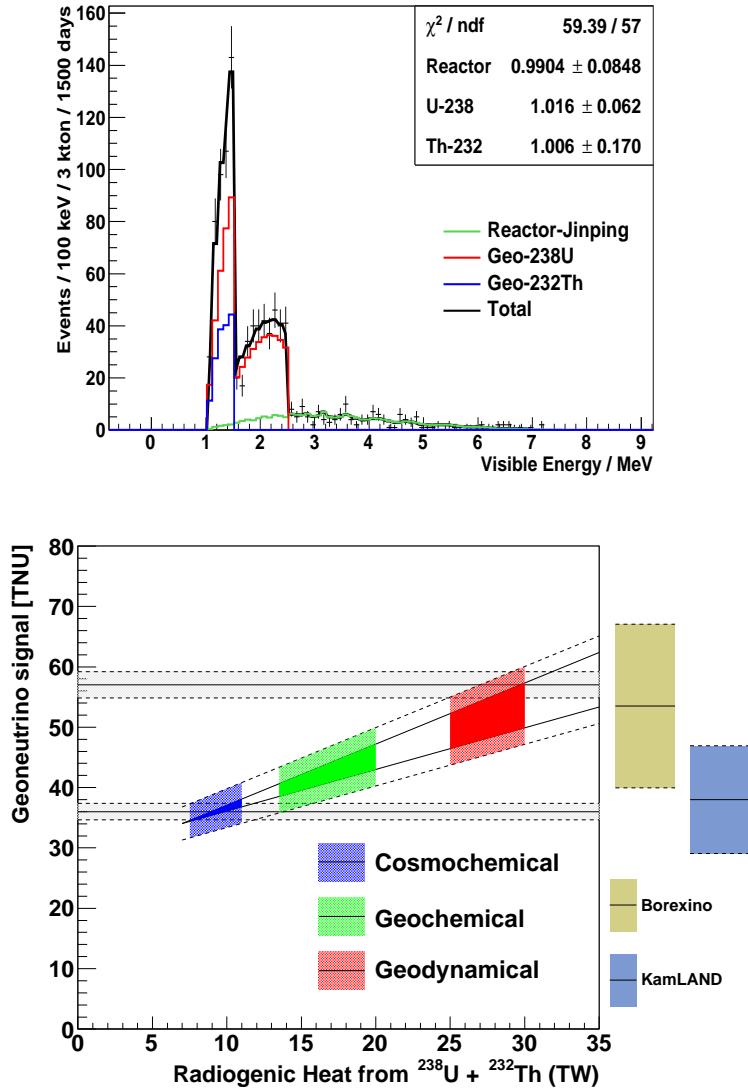 Events / 100 keV / 3 kton / 1500 days
160
140
120
100
80
60
40
20
0
χ² / ndf 59.39 / 57
Reactor 0.9904 ± 0.0848
U-238 1.016 ± 0.062
Th-232 1.006 ± 0.170
Reactor-Jinping
Geo-238U
Geo-232Th
Total
0 1 2 3 4 5 6 7 8 9
Visible Energy / MeV
Geoneutrino signal [TNU]
80
70
60
50
40
30
20
10
0
Cosmochemical
Geochemical
Geodynamical
Borexino
KamLAND
0 5 10 15 20 25 30 35
Radiogenic Heat from ²³⁸U + ²³²Th (TW)